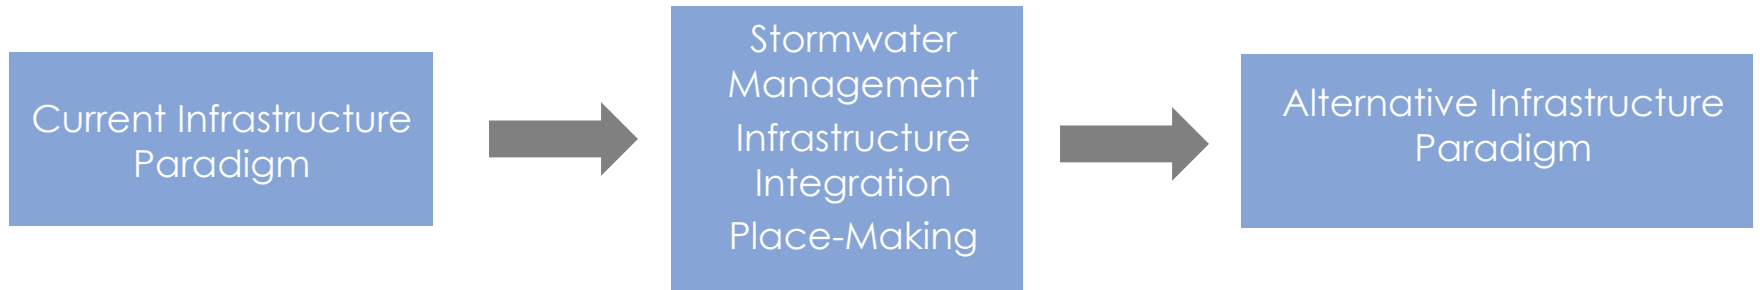 Current Infrastructure
Paradigm
Stormwater
Management
Infrastructure
Integration
Place-Making
Alternative Infrastructure
Paradigm